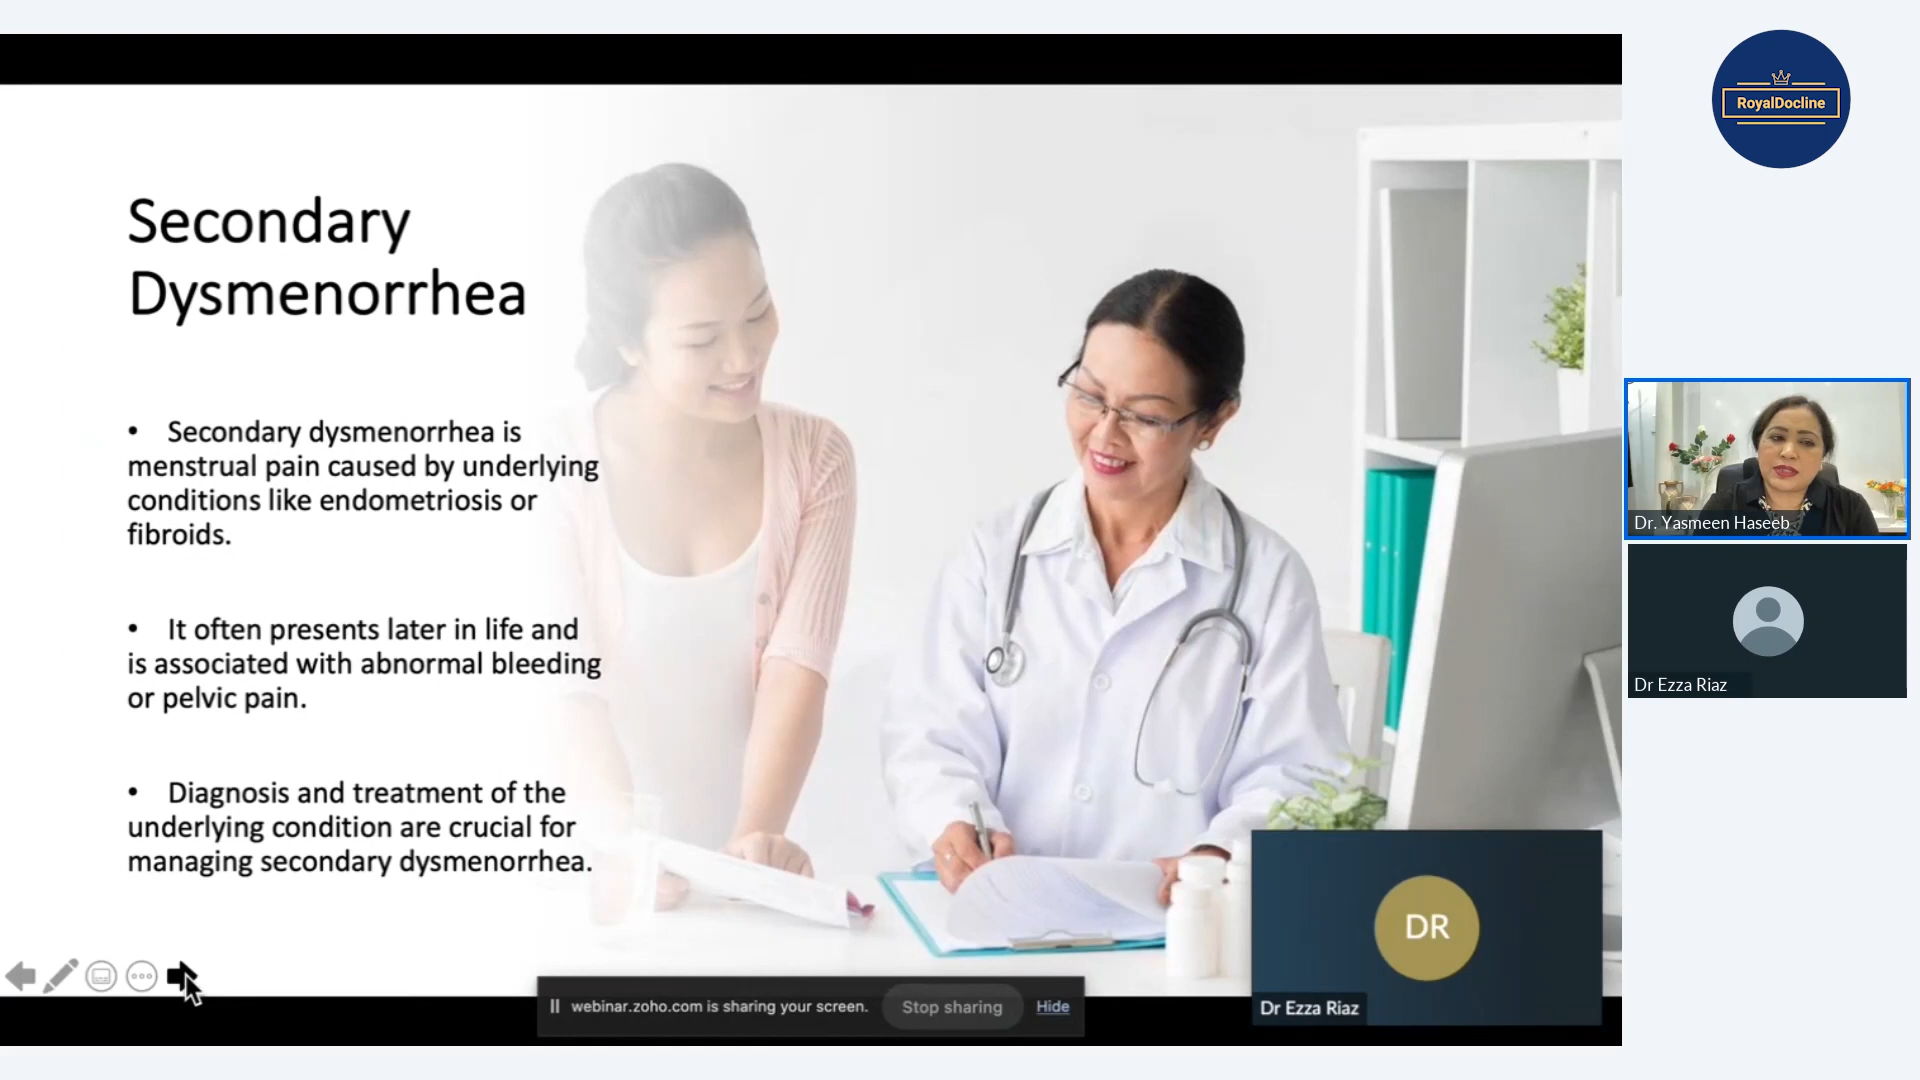 RoyalDocline
Secondary
Dysmenorrhea
• Secondary dysmenorrhea is
menstrual pain caused by underlying
conditions like endometriosis or
fibroids.
• It often presents later in life and
is associated with abnormal bleeding
or pelvic pain.
• Diagnosis and treatment of the
underlying condition are crucial for
managing secondary dysmenorrhea.
Dr. Yasmeen Haseeb
Dr Ezza Riaz
DR
Dr Ezza Riaz
webinar.zoho.com is sharing your screen. Stop sharing Hide